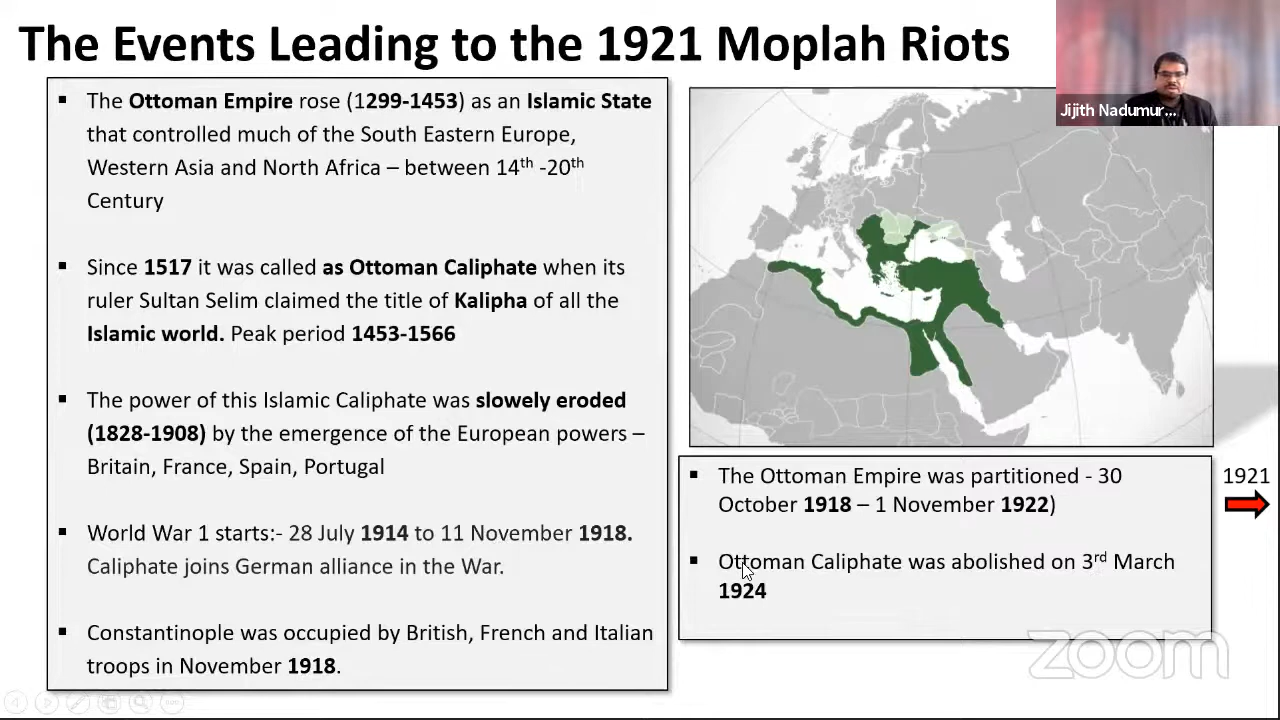 The Events Leading to the 1921 Moplah Riots
Jijith Nadumur...
▪ The Ottoman Empire rose (1299-1453) as an Islamic State
that controlled much of the South Eastern Europe,
Western Asia and North Africa – between 14th -20th
Century
▪ Since 1517 it was called as Ottoman Caliphate when its
ruler Sultan Selim claimed the title of Kalipha of all the
Islamic world. Peak period 1453-1566
▪ The power of this Islamic Caliphate was slowely eroded
(1828-1908) by the emergence of the European powers –
Britain, France, Spain, Portugal
▪ World War 1 starts:- 28 July 1914 to 11 November 1918.
Caliphate joins German alliance in the War.
▪ Constantinople was occupied by British, French and Italian
troops in November 1918.
▪ The Ottoman Empire was partitioned - 30
October 1918 – 1 November 1922)
▪ Ottoman Caliphate was abolished on 3rd March
1924
1921
zoom